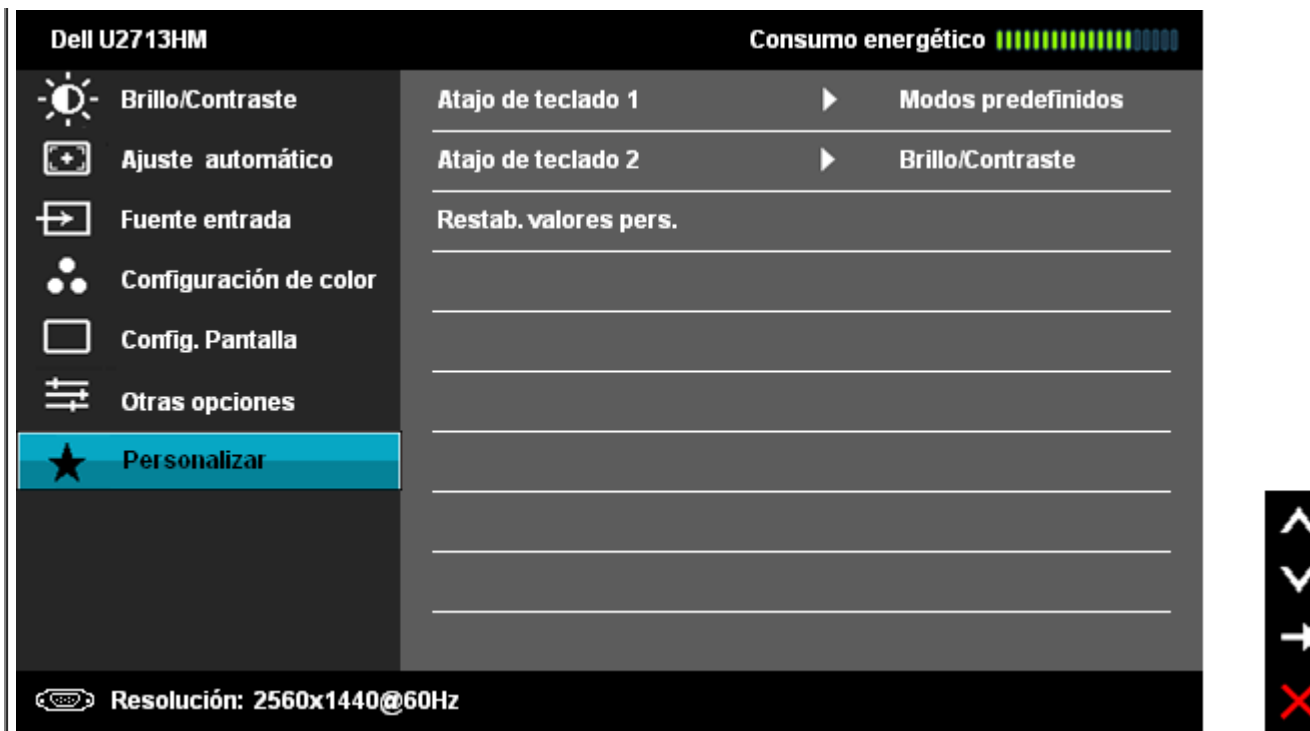 Dell U2713HM Consumo energético
Brillo/Contraste Atajo de teclado 1 Modos predefinidos
Ajuste automático Atajo de teclado 2 Brillo/Contraste
Fuente entrada Restab. valores pers.
Configuración de color
Config. Pantalla
Otras opciones
Personalizar
Resolución: 2560x1440@60Hz